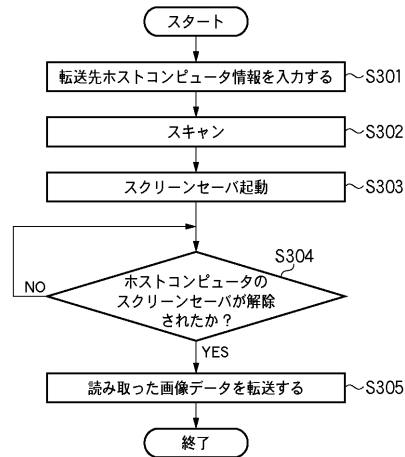 スタート
転送先ホストコンピュータ情報を入力する
S301
スキャン
S302
スクリーンセーバ起動
S303
S304
ホストコンピュータの
スクリーンセーバが解除
されたか?
NO
YES
読み取った画像データを転送する
S305
終了